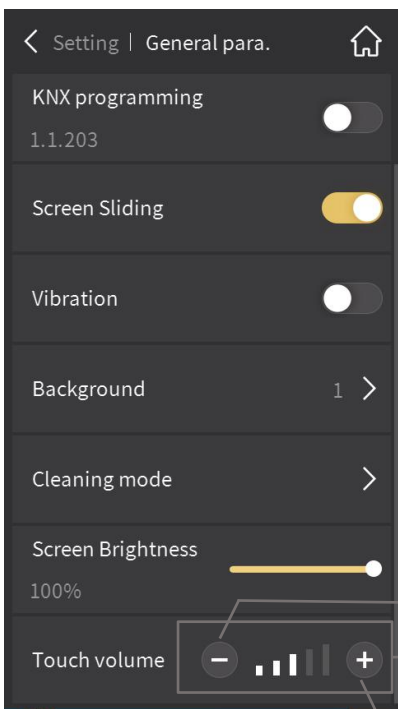 Setting | General para.
KNX programming
1.1.203
Screen Sliding
Vibration
Background 1
Cleaning mode
Screen Brightness
100%
Touch volume